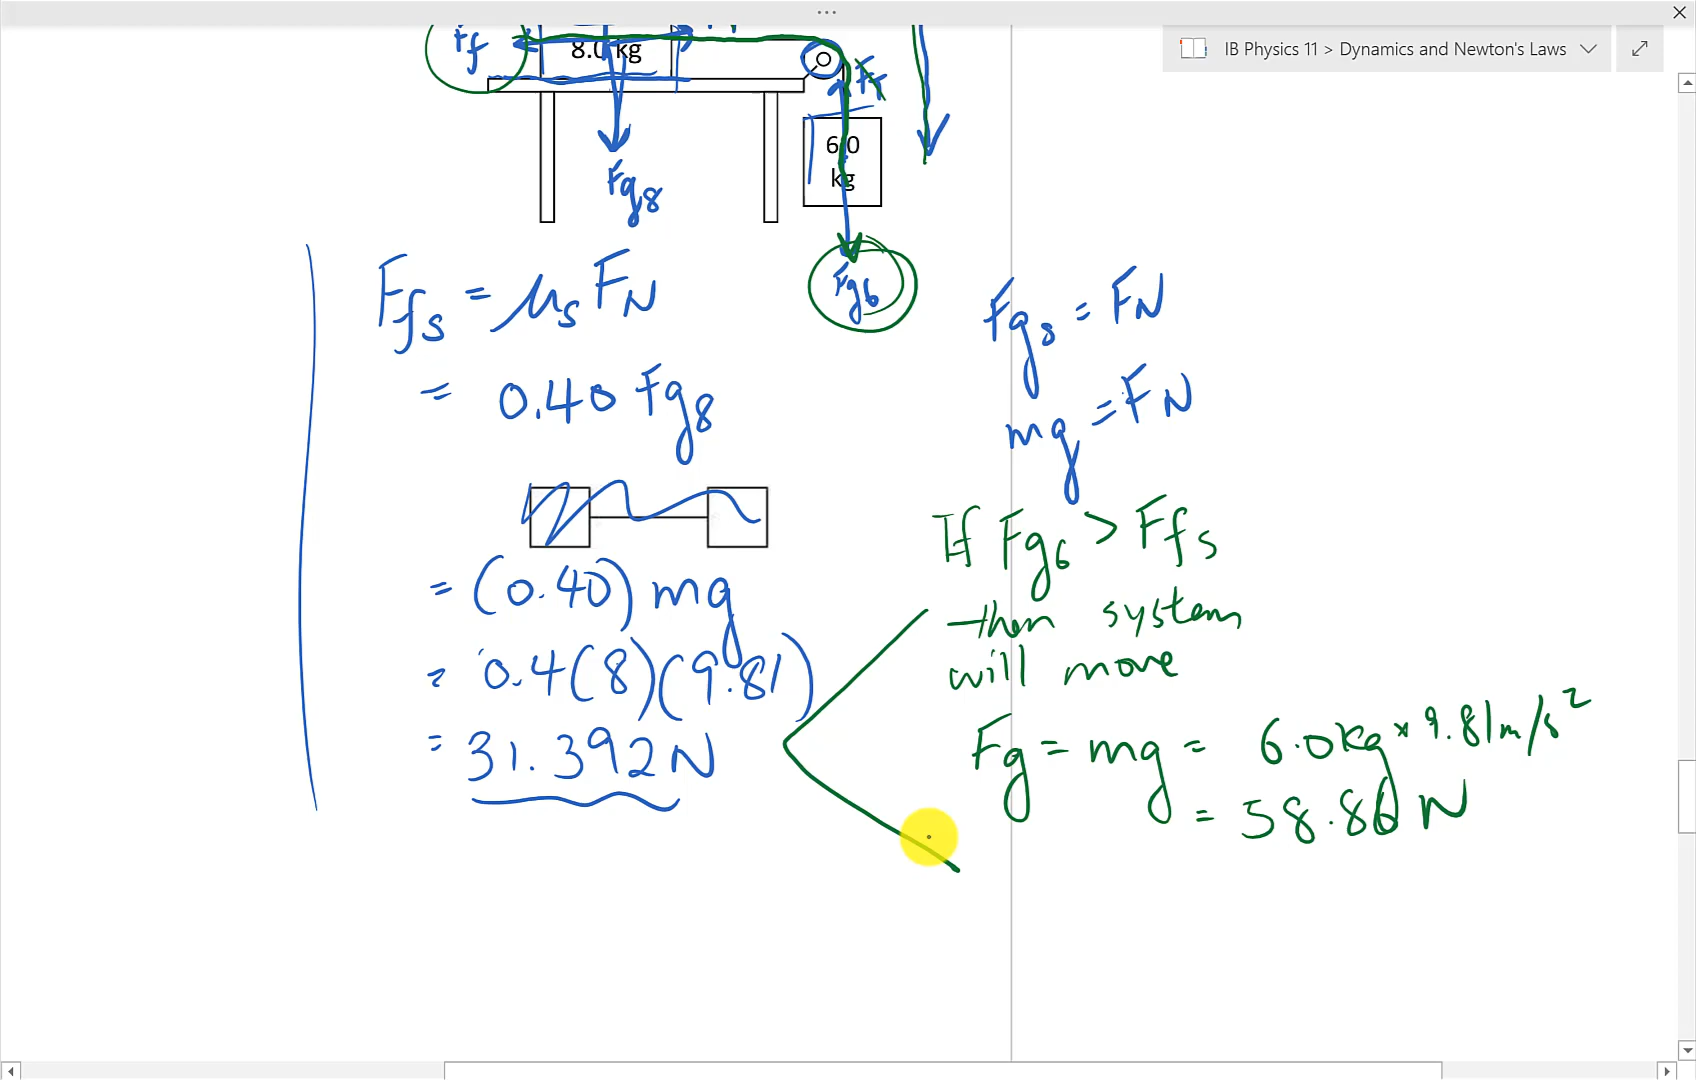 IB Physics 11 > Dynamics and Newton's Laws
Ff
8.0 kg
FT
6.0
kg
Fg8
Fg6
Ffs = μs FN
= 0.40 Fg8
= (0.40) mg
= 0.4(8)(9.81)
= 31.392 N
Fg8 = FN
mg = FN
If Fg6 > Ffs
then system
will move
Fg = mg = 6.0kg × 9.81m/s²
= 58.86 N